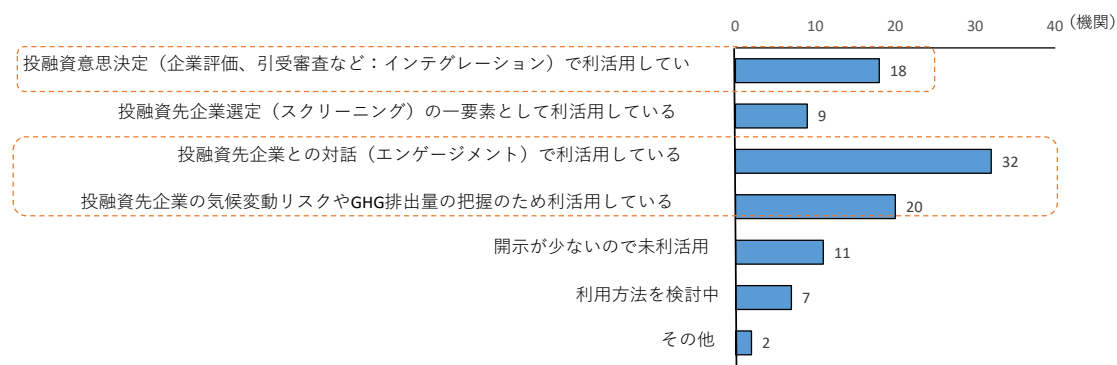 0 10 20 30 40 (機関)
投融資意思決定（企業評価、引受審査など：インテグレーション）で利活用してい 18
投融資先企業選定（スクリーニング）の一要素として利活用している 9
投融資先企業との対話（エンゲージメント）で利活用している 32
投融資先企業の気候変動リスクやGHG排出量の把握のため利活用している 20
開示が少ないので未利活用 11
利用方法を検討中 7
その他 2